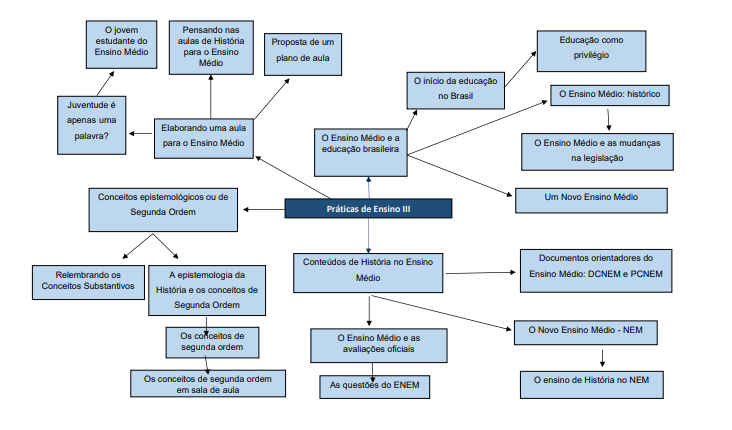 O jovem
estudante do
Ensino Médio
Pensando nas
aulas de História
para o Ensino
Médio
Proposta de um
plano de aula
Juventude é
apenas uma
palavra?
Elaborando uma aula
para o Ensino Médio
Educação como
privilégio
O início da educação
no Brasil
O Ensino Médio: histórico
O Ensino Médio e a
educação brasileira
O Ensino Médio e as mudanças
na legislação
Um Novo Ensino Médio
Práticas de Ensino III
Conceitos epistemológicos ou de
Segunda Ordem
Relembrando os
Conceitos Substantivos
A epistemologia da
História e os conceitos de
Segunda Ordem
Os conceitos de
segunda ordem
Os conceitos de segunda ordem
em sala de aula
Conteúdos de História no Ensino
Médio
Documentos orientadores do
Ensino Médio: DCNEM e PCNEM
O Ensino Médio e as
avaliações oficiais
As questões do ENEM
O Novo Ensino Médio - NEM
O ensino de História no NEM